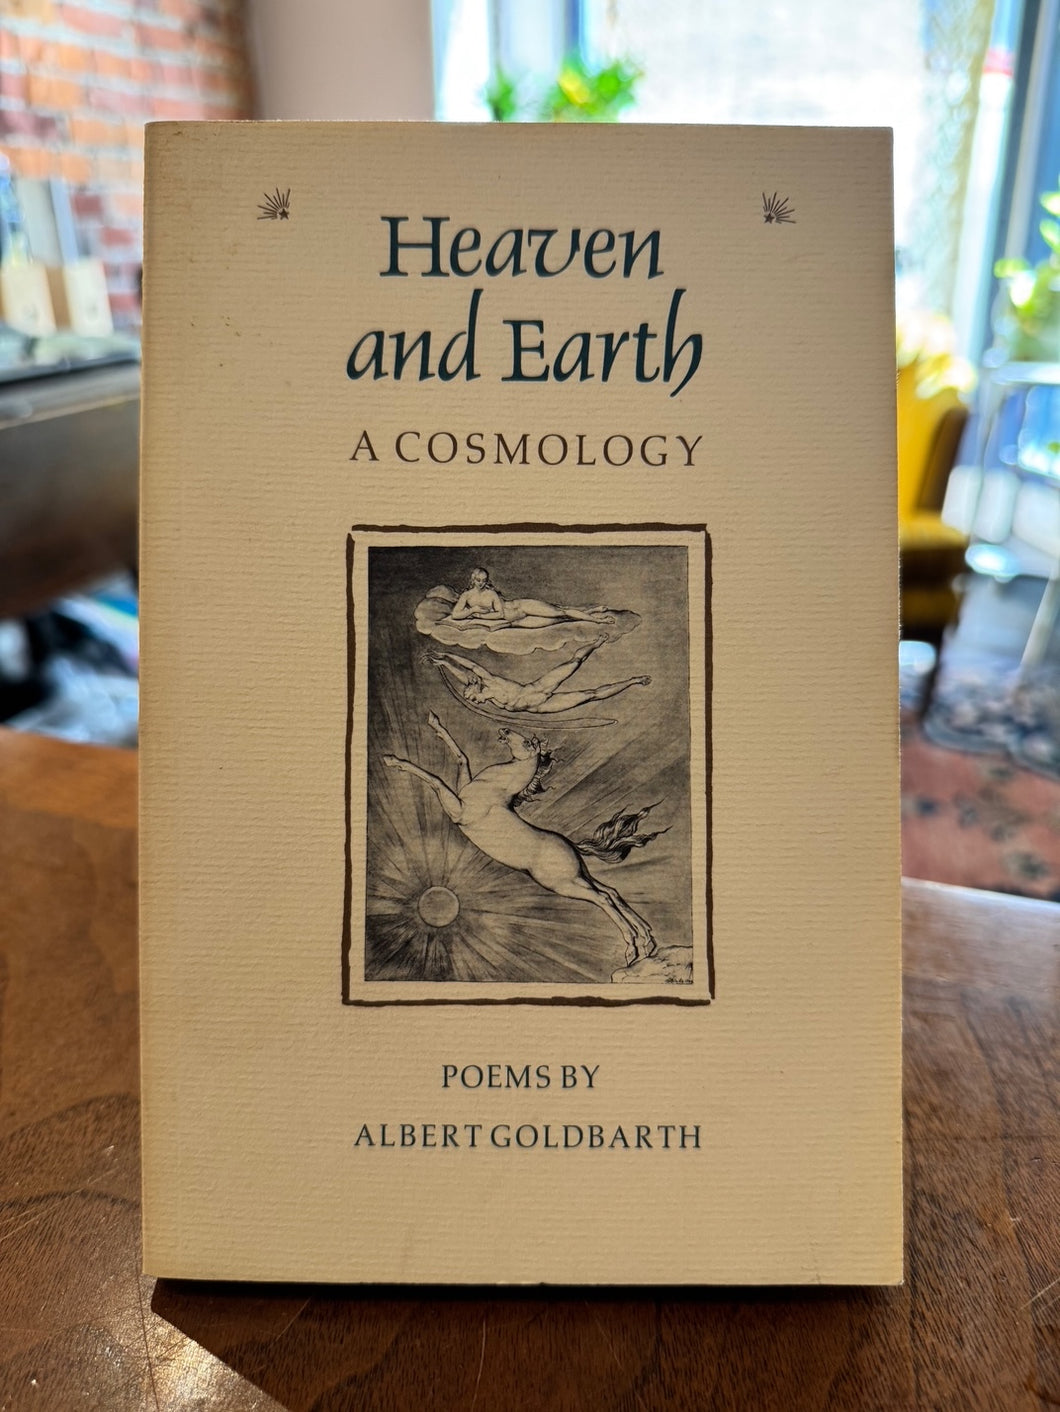 Heaven
and Earth
A COSMOLOGY
POEMS BY
ALBERT GOLDBARTH